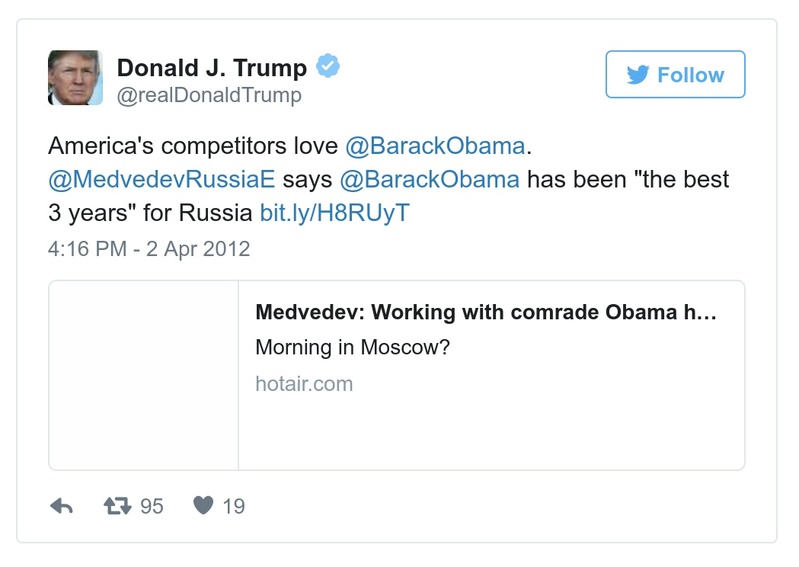 Donald J. Trump
@realDonaldTrump
Follow
America's competitors love @BarackObama.
@MedvedevRussiaE says @BarackObama has been "the best
3 years" for Russia bit.ly/H8RUyT
4:16 PM - 2 Apr 2012
Medvedev: Working with comrade Obama h...
Morning in Moscow?
hotair.com
95
19